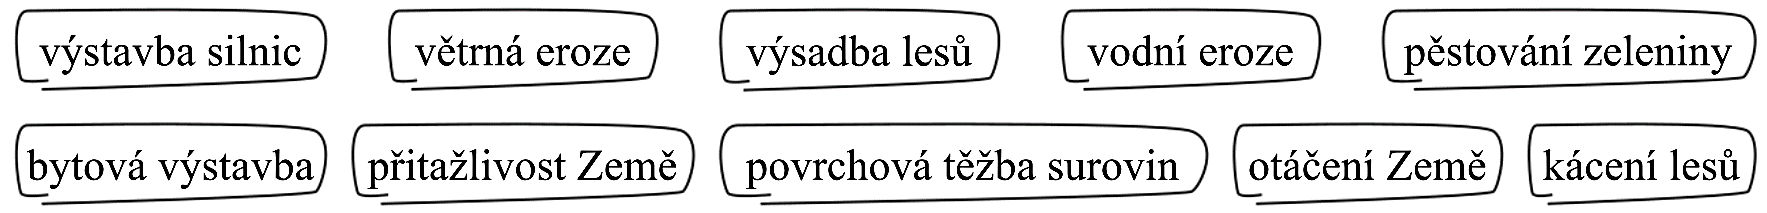 výstavba silnic větrná eroze výsadba lesů vodní eroze pěstování zeleniny
bytová výstavba přitažlivost Země povrchová těžba surovin otáčení Země kácení lesů